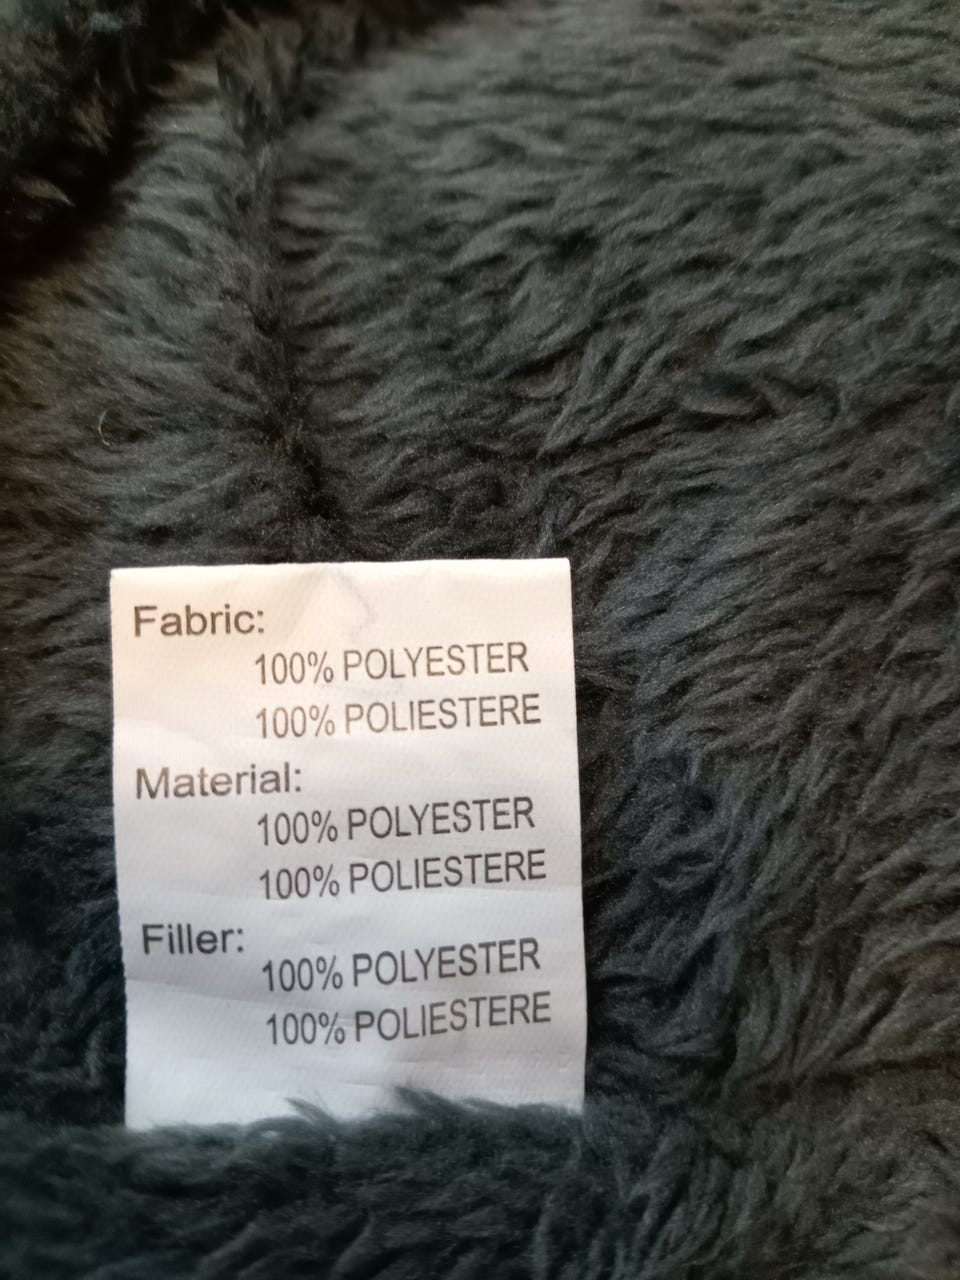 Fabric:
100% POLYESTER
100% POLIESTERE
Material:
100% POLYESTER
100% POLIESTERE
Filler:
100% POLYESTER
100% POLIESTERE